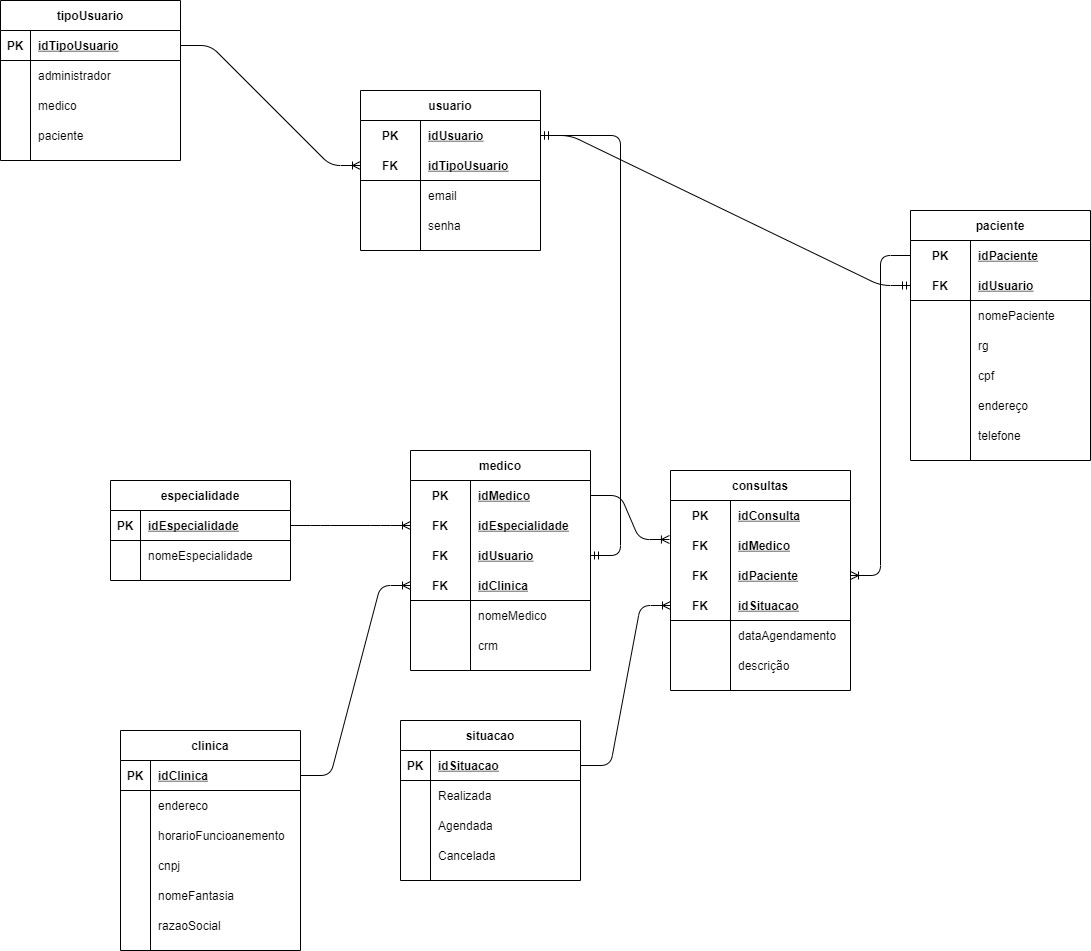 tipoUsuario
PK idTipoUsuario
administrador
medico
paciente
usuario
PK idUsuario
FK idTipoUsuario
email
senha
paciente
PK idPaciente
FK idUsuario
nomePaciente
rg
cpf
endereço
telefone
especialidade
PK idEspecialidade
nomeEspecialidade
medico
PK idMedico
FK idEspecialidade
FK idUsuario
FK idClinica
nomeMedico
crm
consultas
PK idConsulta
FK idMedico
FK idPaciente
FK idSituacao
dataAgendamento
descrição
clinica
PK idClinica
endereco
horarioFuncioanemento
cnpj
nomeFantasia
razaoSocial
situacao
PK idSituacao
Realizada
Agendada
Cancelada